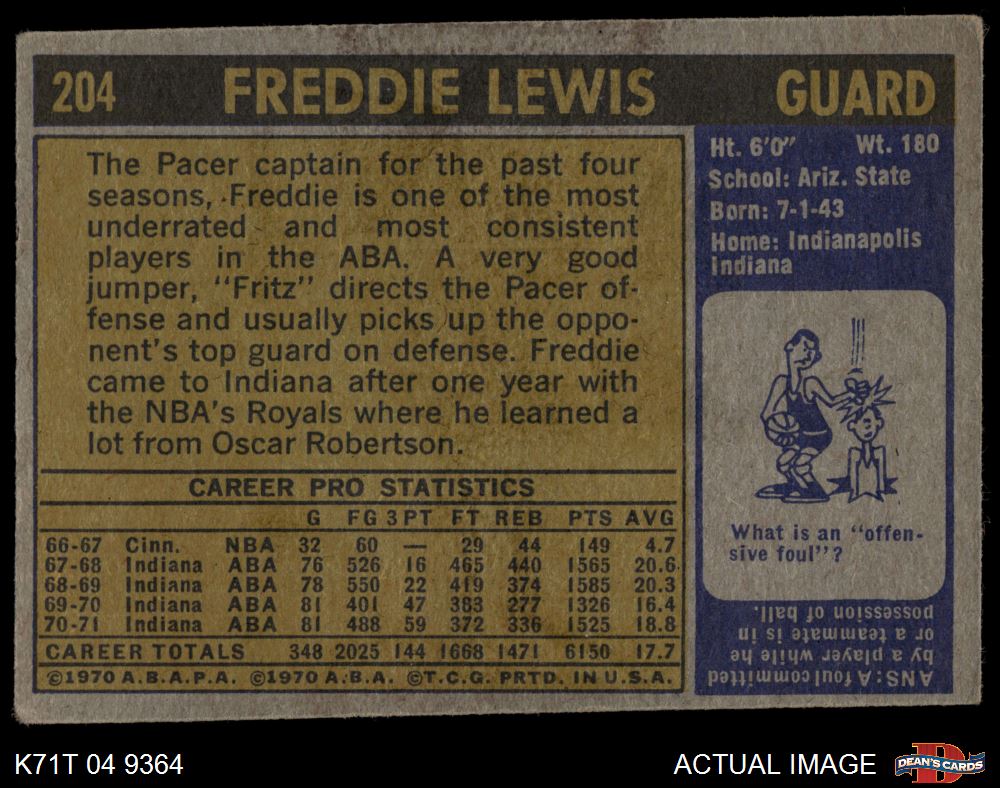 204 FREDDIE LEWIS GUARD
The Pacer captain for the past four
seasons, Freddie is one of the most
underrated and most consistent
players in the ABA. A very good
jumper, "Fritz" directs the Pacer of-
fense and usually picks up the oppo-
nent's top guard on defense. Freddie
came to Indiana after one year with
the NBA's Royals where he learned a
lot from Oscar Robertson.
CAREER PRO STATISTICS
G FG 3PT FT REB PTS AVG
66-67 Cinn. NBA 32 60 — 29 44 149 4.7
67-68 Indiana ABA 76 526 16 465 440 1565 20.6
68-69 Indiana ABA 78 550 22 419 374 1585 20.3
69-70 Indiana ABA 81 401 47 383 277 1326 16.4
70-71 Indiana ABA 81 488 59 372 336 1525 18.8
CAREER TOTALS 348 2025 144 1668 1471 6150 17.7
©1970 A.B.A.P.A. ©1970 A.B.A. ©T.C.G. PRTD. IN U.S.A.
Ht. 6'0" Wt. 180
School: Ariz. State
Born: 7-1-43
Home: Indianapolis
Indiana
What is an "offen-
sive foul"?
ANS: A foul committed
by a player while he
or a teammate is in
possession of ball.
K71T 04 9364
ACTUAL IMAGE
D
DEAN'S CARDS